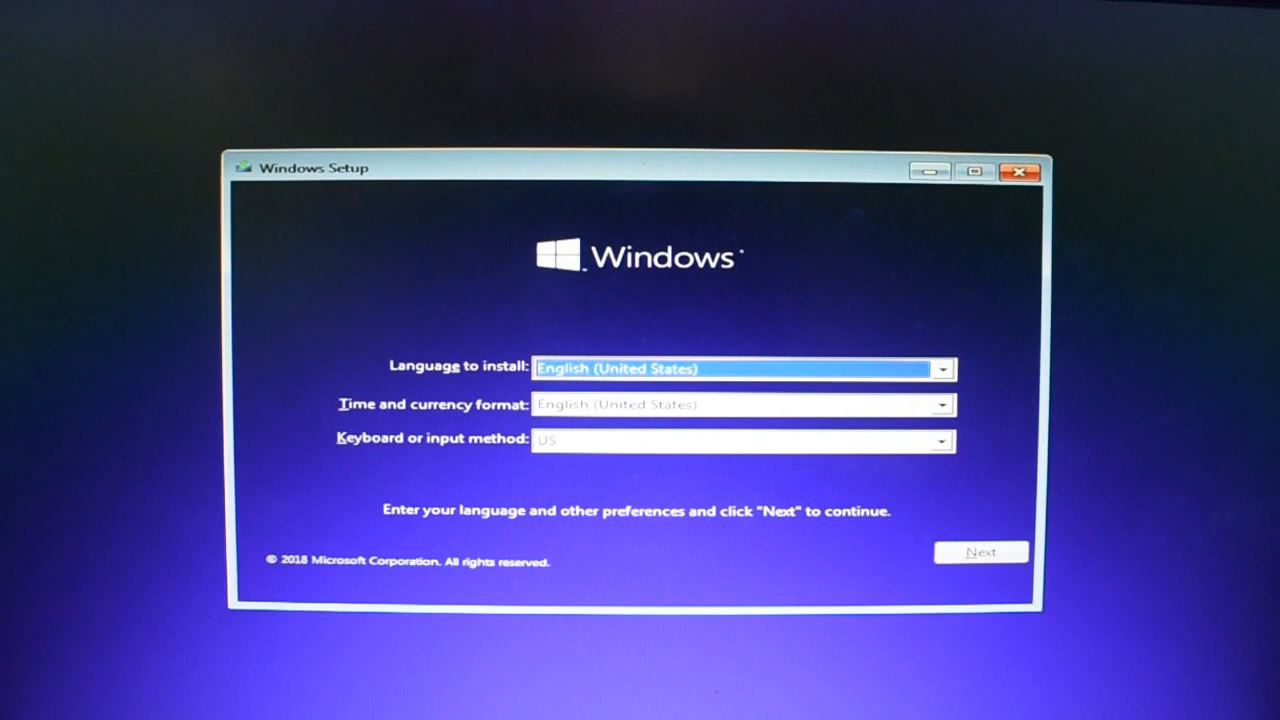 Windows Setup
Windows
Language to install: English (United States)
Time and currency format: English (United States)
Keyboard or input method: US
Enter your language and other preferences and click "Next" to continue.
© 2018 Microsoft Corporation. All rights reserved.
Next